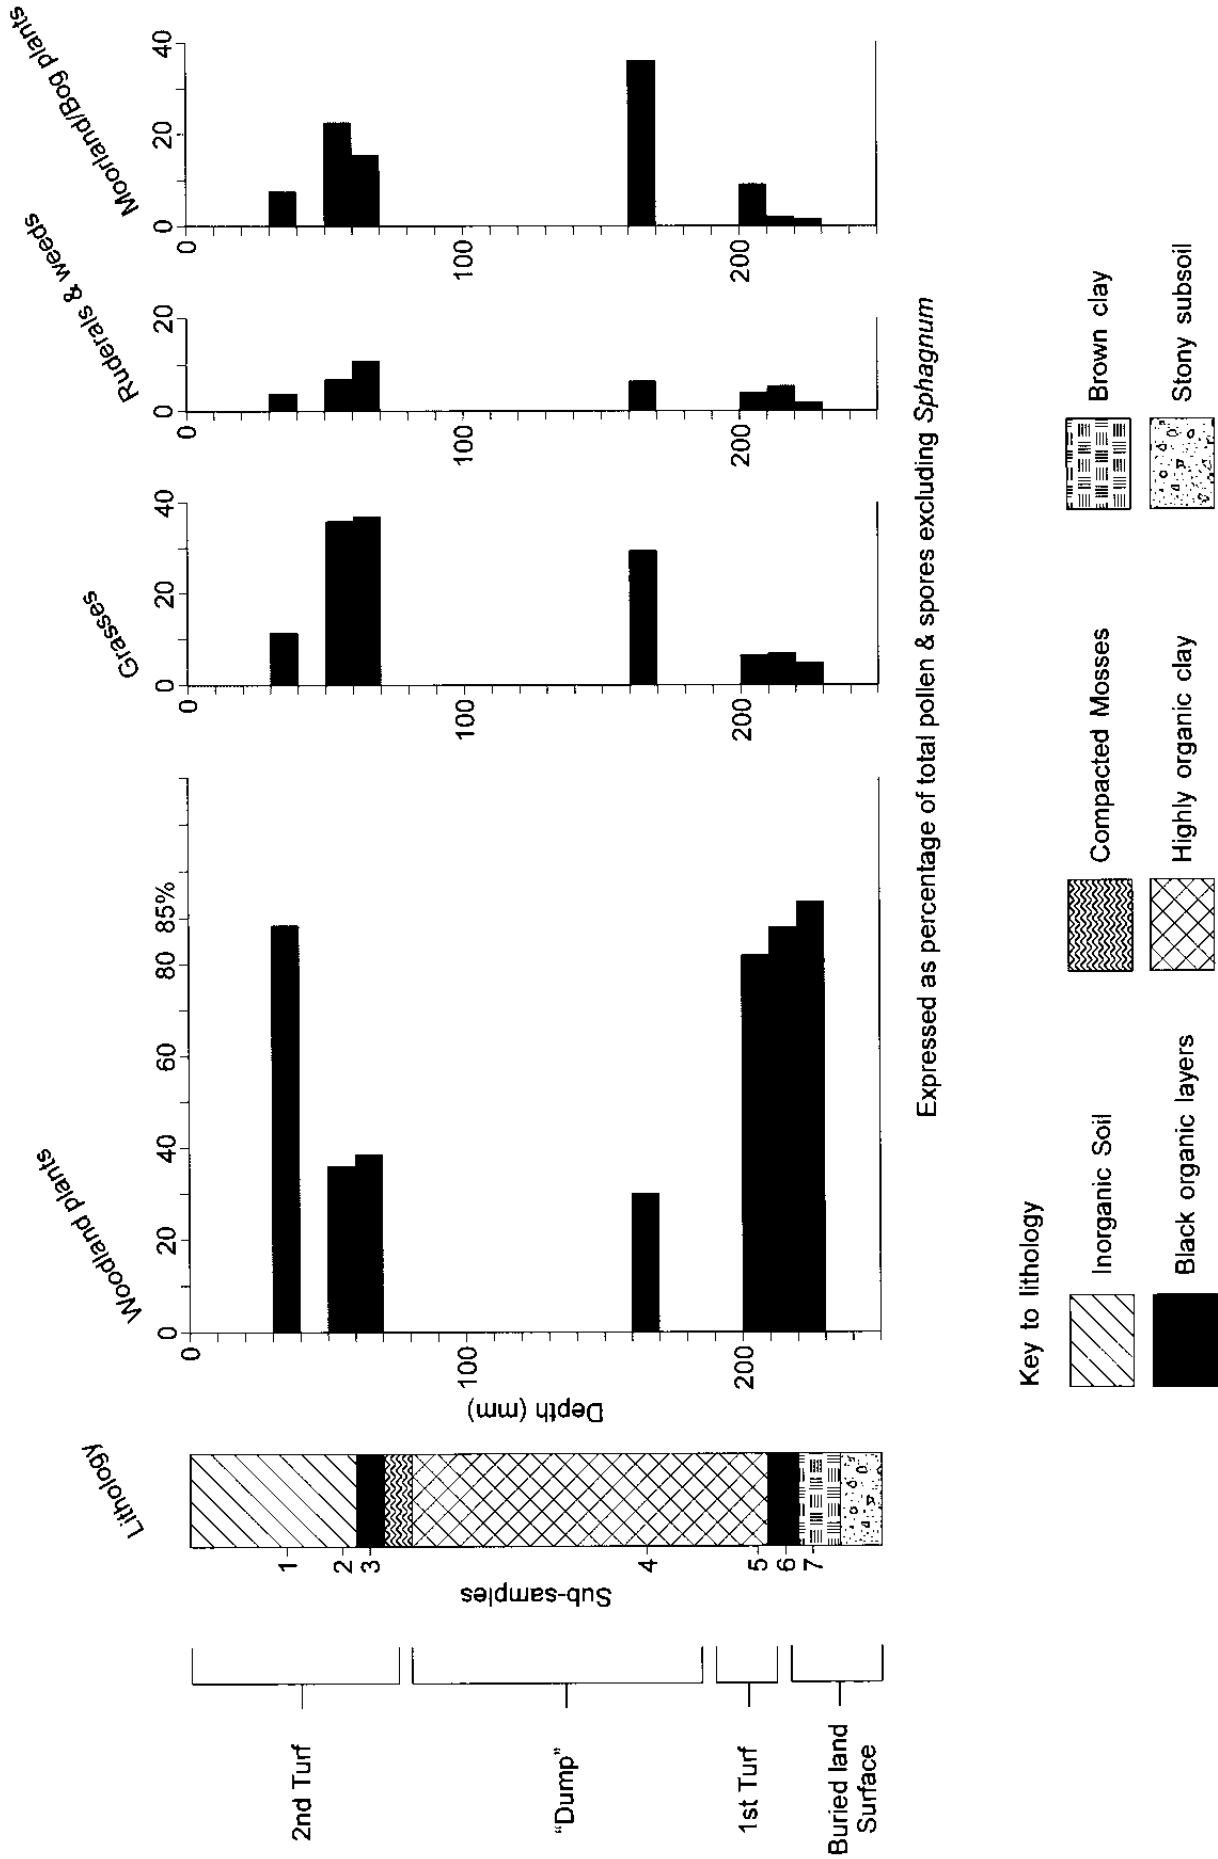 Lithology
Woodland plants
Grasses
Ruderals & weeds
Moorland/Bog plants
0 20 40 60 80 85%
0 20 40
0 20
0 20 40
2nd Turf
"Dump"
1st Turf
Buried land
Surface
Sub-samples
1
2
3
4
5
6
7
Depth (mm)
0
100
200
0
100
200
0
100
200
0
100
200
Expressed as percentage of total pollen & spores excluding Sphagnum
Key to lithology
Inorganic Soil
Compacted Mosses
Brown clay
Black organic layers
Highly organic clay
Stony subsoil